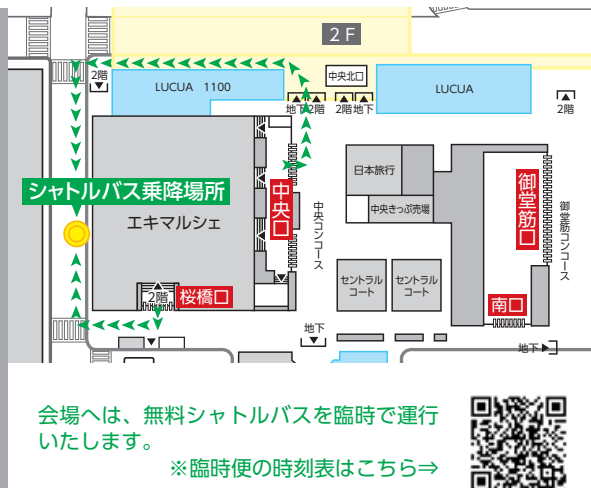 2F
2階
LUCUA 1100
中央北口
LUCUA
地下
2階
2階
地下
2階
シャトルバス乗降場所
エキマルシェ
中央口
中央コンコース
日本旅行
中央きっぷ売場
御堂筋口
御堂筋コンコース
2階
桜橋口
セントラル
コート
セントラル
コート
南口
地下
地下
会場へは、無料シャトルバスを臨時で運行
いたします。
※臨時便の時刻表はこちら⇒